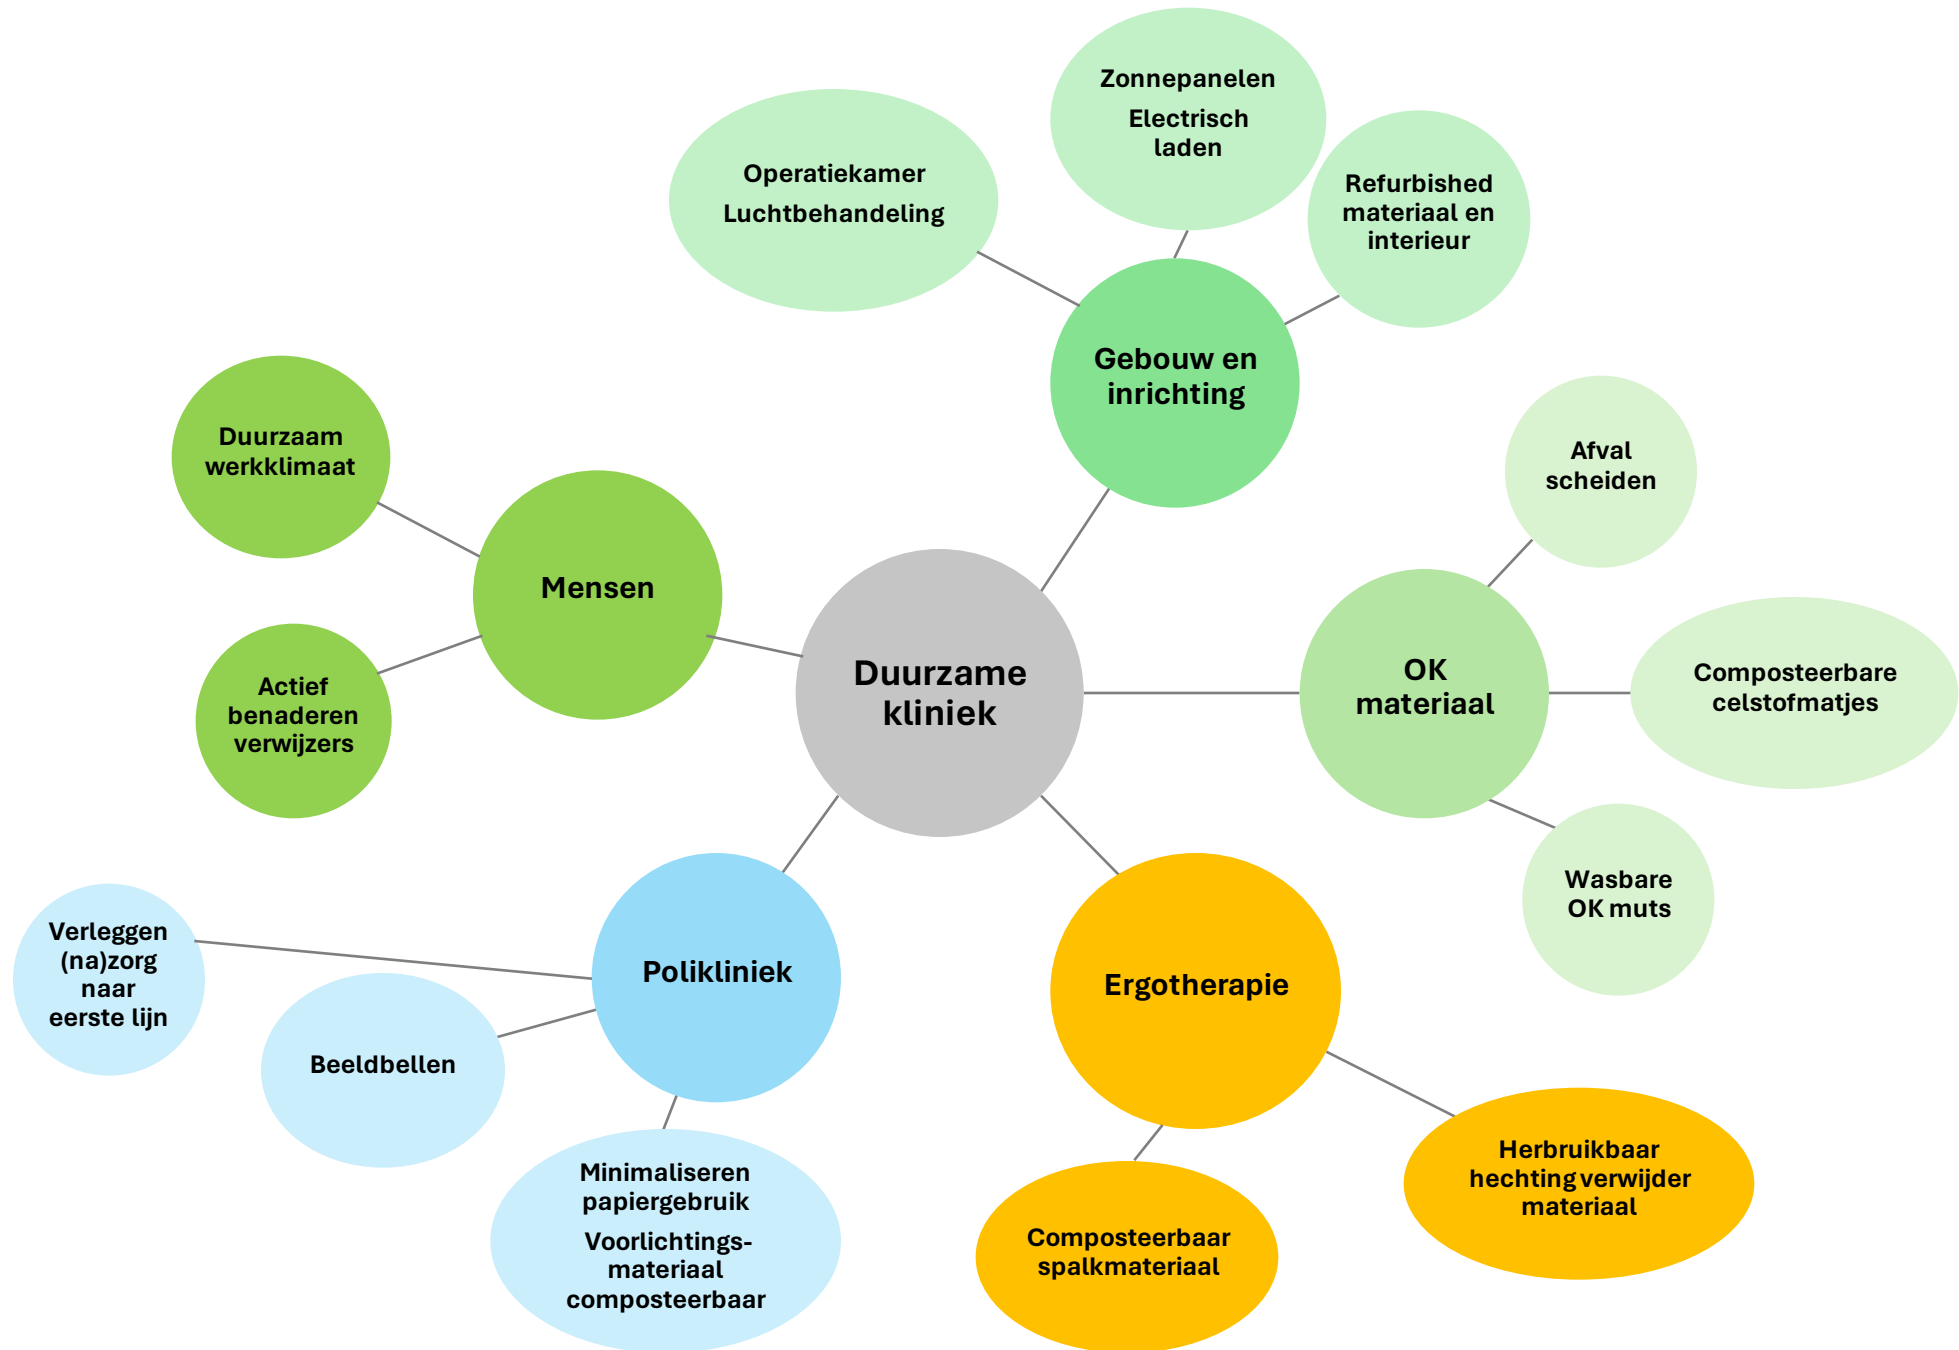 Zonnepanelen
Electrisch
laden
Operatiekamer
Luchtbehandeling
Refurbished
materiaal en
interieur
Gebouw en
inrichting
Duurzaam
werkklimaat
Afval
scheiden
Mensen
Actief
benaderen
verwijzers
Duurzame
kliniek
OK
materiaal
Composteerbare
celstofmatjes
Wasbare
OK muts
Verleggen
(na)zorg
naar
eerste lijn
Polikliniek
Beeldbellen
Minimaliseren
papiergebruik
Voorlichtings-
materiaal
composteerbaar
Ergotherapie
Composteerbaar
spalkmateriaal
Herbruikbaar
hechting verwijder
materiaal